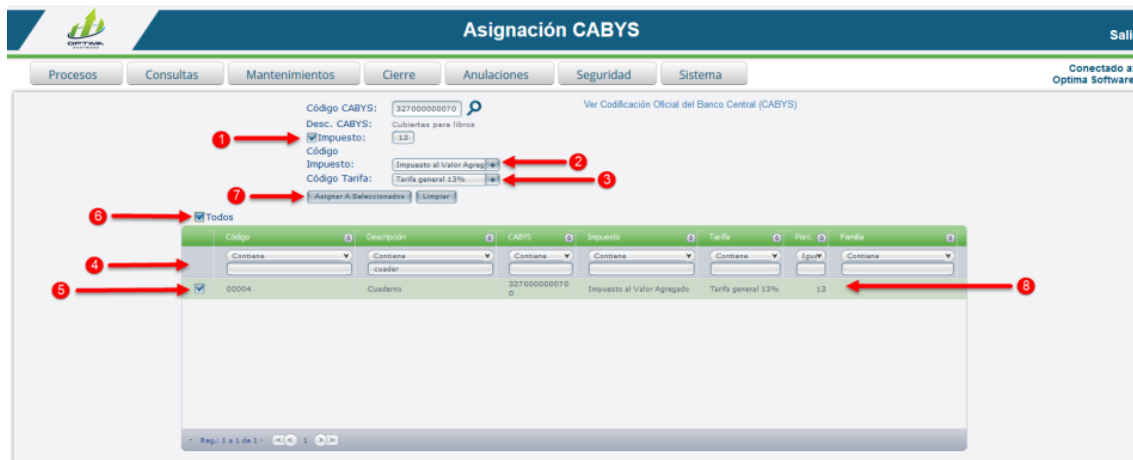 OPTIMA
SOFTWARE
Asignación CABYS
Sali
Procesos Consultas Mantenimientos Cierre Anulaciones Seguridad Sistema
Conectado a:
Optima Software
Código CABYS: 327000000070 Ver Codificación Oficial del Banco Central (CABYS)
Desc. CABYS: Cubiertas para libros
1 Impuesto: 13
Código
Impuesto: Impuesto al Valor Agreg 2
Código Tarifa: Tarifa general 13% 3
7 Asignar A Seleccionados Limpiar
6 Todos
Código Descripción CABYS Impuesto Tarifa Porc. Familia
Contiene Contiene Contiene Contiene Contiene Igu Contiene
4 cuader
5 00004 Cuaderno 327000000070 Impuesto al Valor Agregado Tarifa general 13% 13 8
0
- Reg.: 1 a 1 de 1 - 1